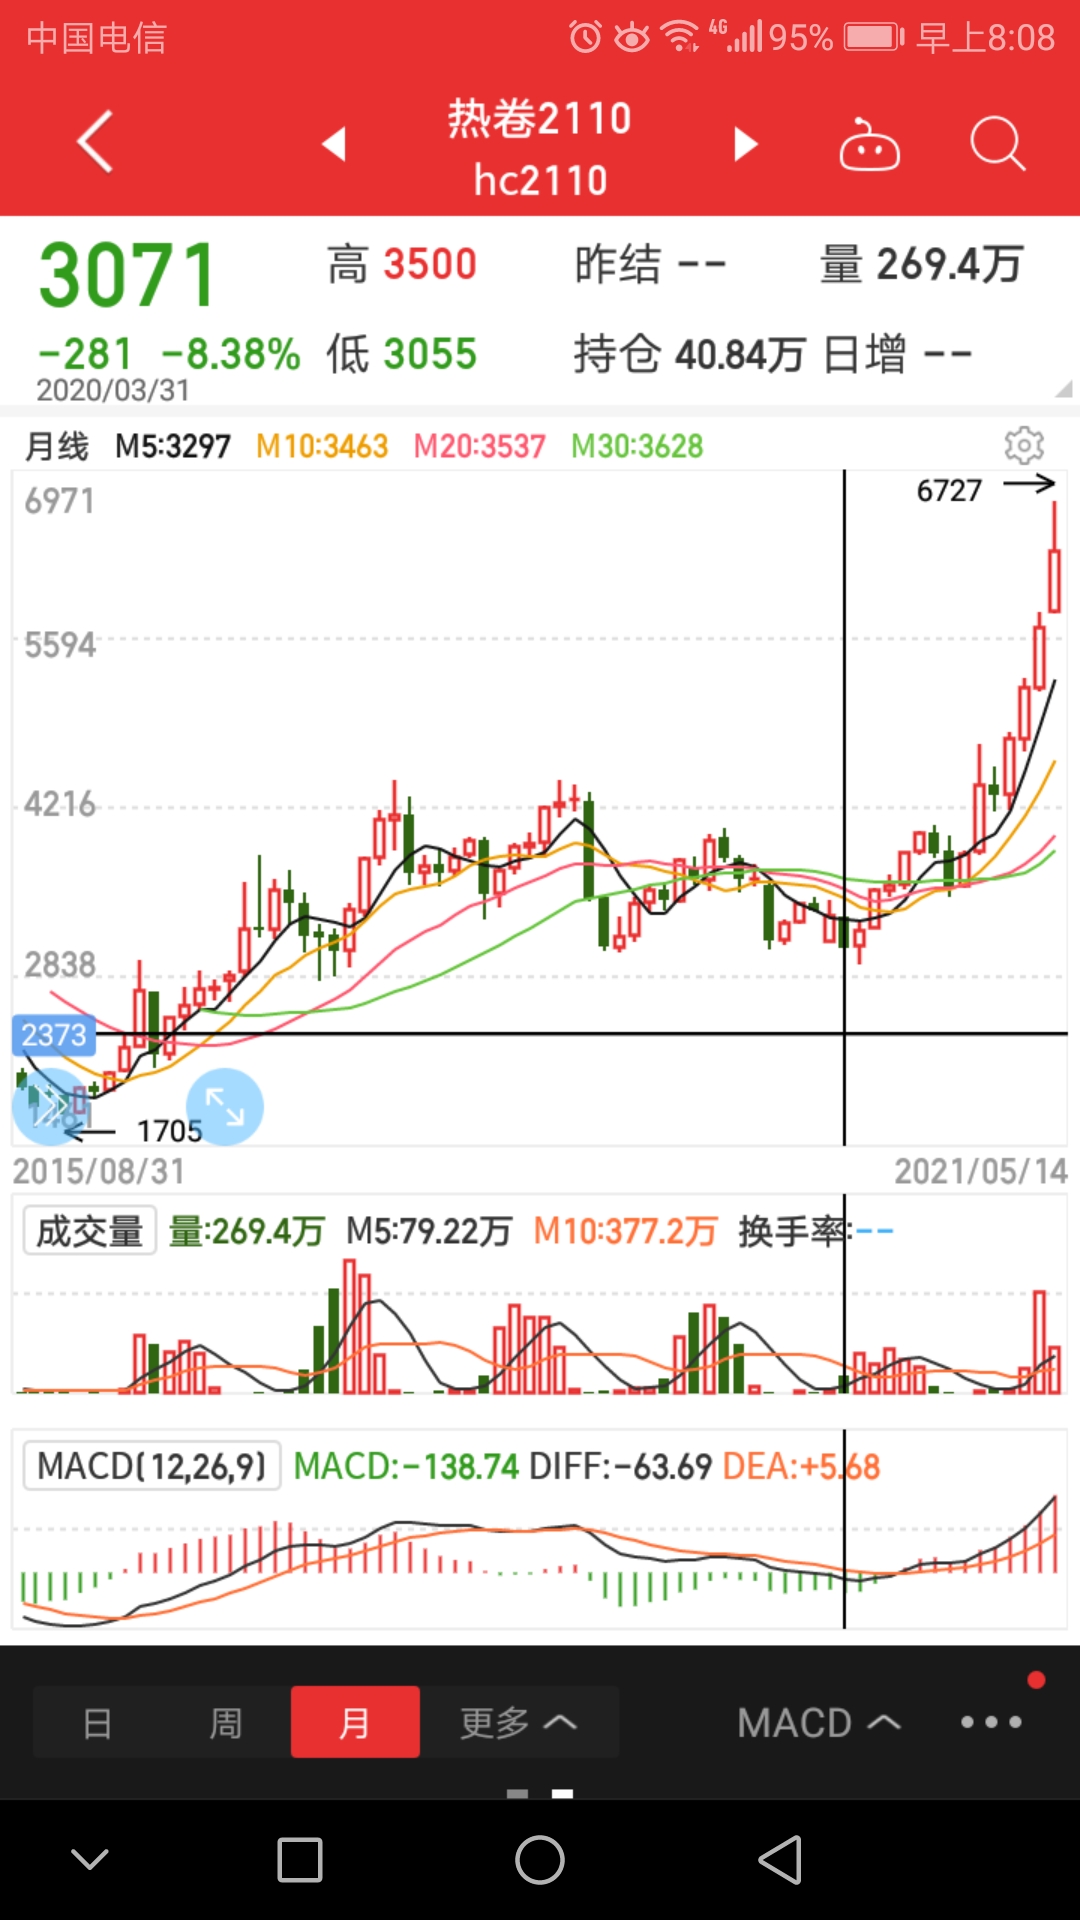 中国电信 4G 95% 早上8:08
热卷2110
hc2110
3071 高 3500 昨结 -- 量 269.4万
-281 -8.38% 低 3055 持仓 40.84万 日增 --
2020/03/31
月线 M5:3297 M10:3463 M20:3537 M30:3628
6971
6727
5594
4216
2838
2373
1705
2015/08/31 2021/05/14
成交量 量:269.4万 M5:79.22万 M10:377.2万 换手率:--
MACD(12,26,9) MACD:-138.74 DIFF:-63.69 DEA:+5.68
日 周 月 更多 MACD